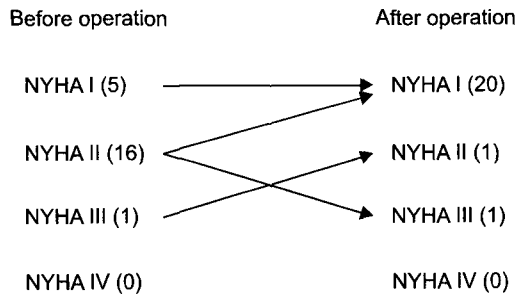 Before operation After operation
NYHA I (5) NYHA I (20)
NYHA II (16) NYHA II (1)
NYHA III (1) NYHA III (1)
NYHA IV (0) NYHA IV (0)